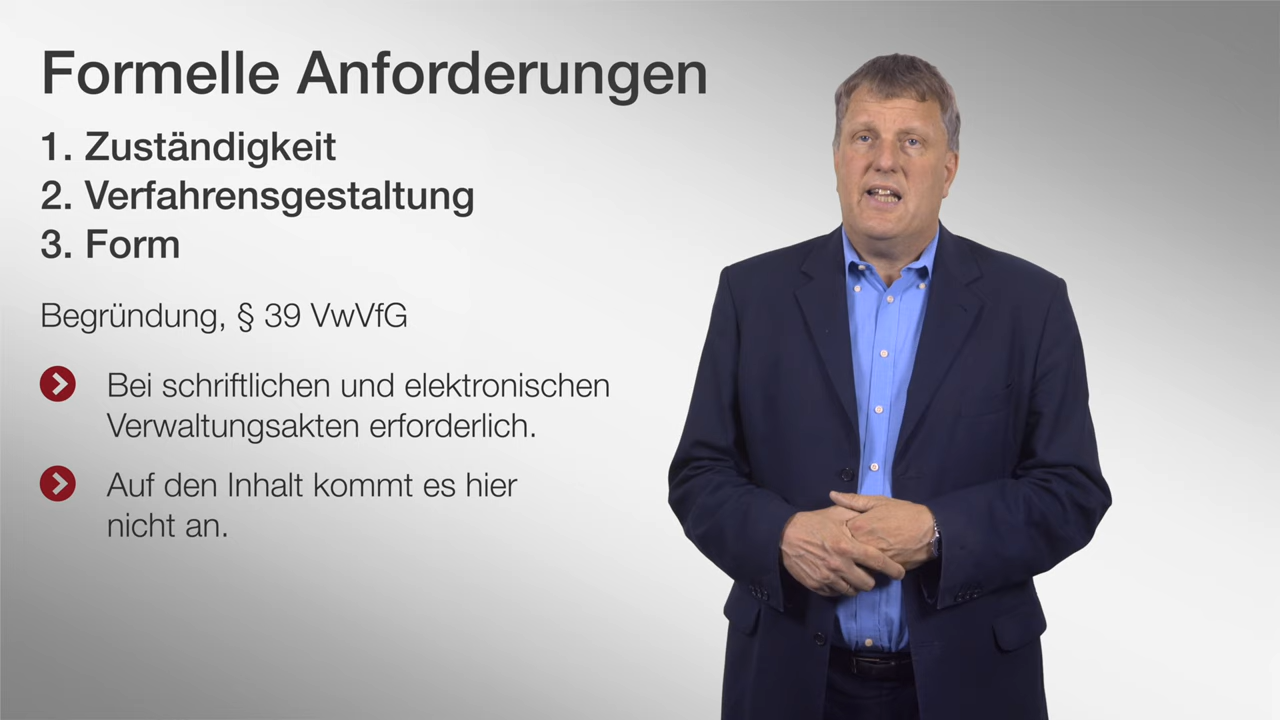 Formelle Anforderungen
1. Zuständigkeit
2. Verfahrensgestaltung
3. Form
Begründung, § 39 VwVfG
Bei schriftlichen und elektronischen
Verwaltungsakten erforderlich.
Auf den Inhalt kommt es hier
nicht an.